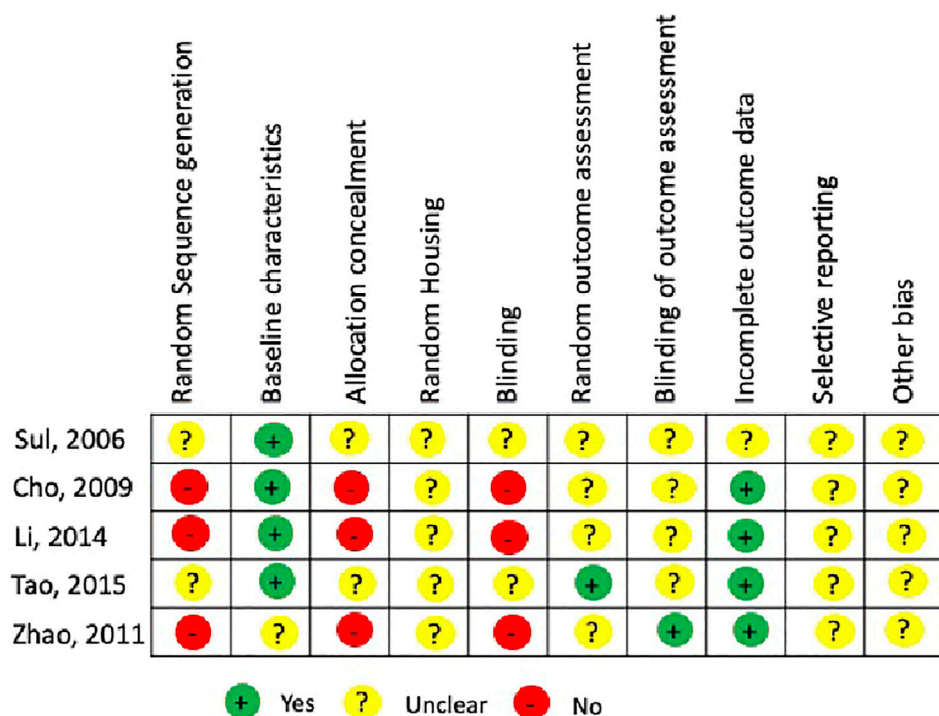 Random Sequence generation
Baseline characteristics
Allocation concealment
Random Housing
Blinding
Random outcome assessment
Blinding of outcome assessment
Incomplete outcome data
Selective reporting
Other bias
Sul, 2006 ? + ? ? ? ? ? ? ? ?
Cho, 2009 - + - ? - ? ? + ? ?
Li, 2014 - + - ? - ? ? + ? ?
Tao, 2015 ? + ? ? ? + ? + ? ?
Zhao, 2011 - ? - ? - ? + + ? ?
+ Yes ? Unclear - No